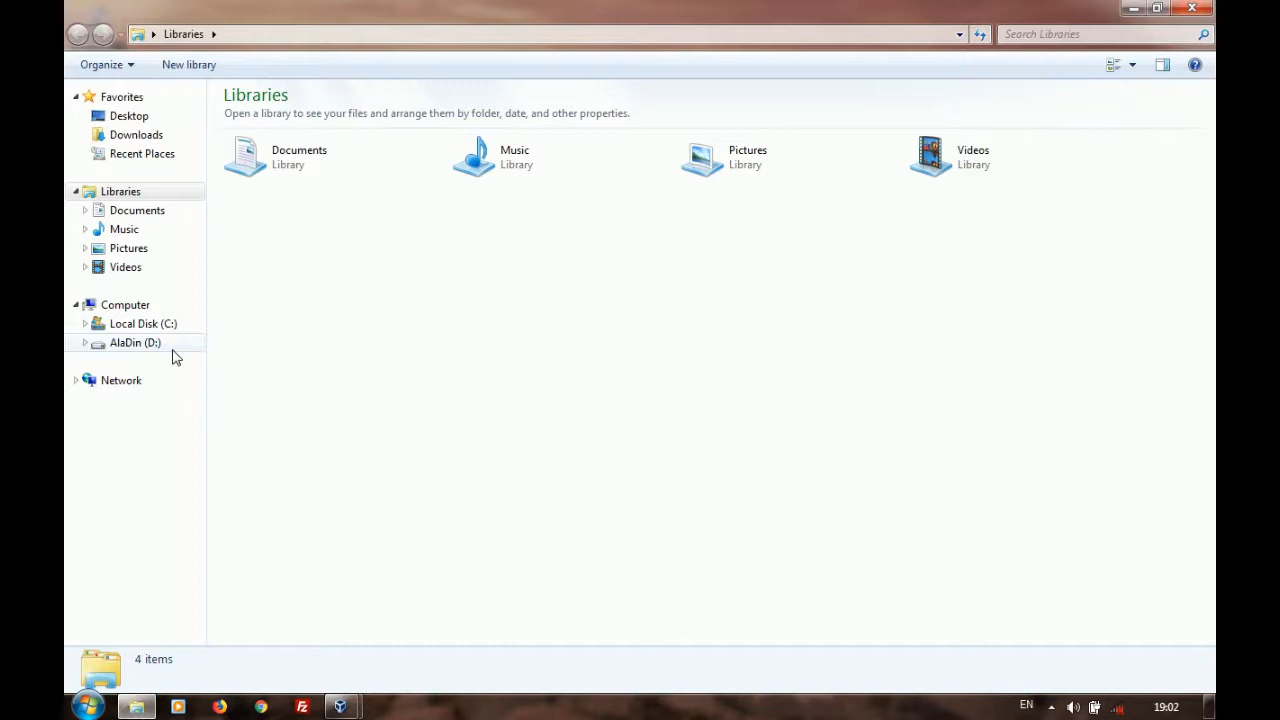 Libraries
Search Libraries
Organize
New library
Favorites
Desktop
Downloads
Recent Places
Libraries
Documents
Music
Pictures
Videos
Computer
Local Disk (C:)
AlaDin (D:)
Network
Libraries
Open a library to see your files and arrange them by folder, date, and other properties.
Documents
Library
Music
Library
Pictures
Library
Videos
Library
4 items
EN
19:02